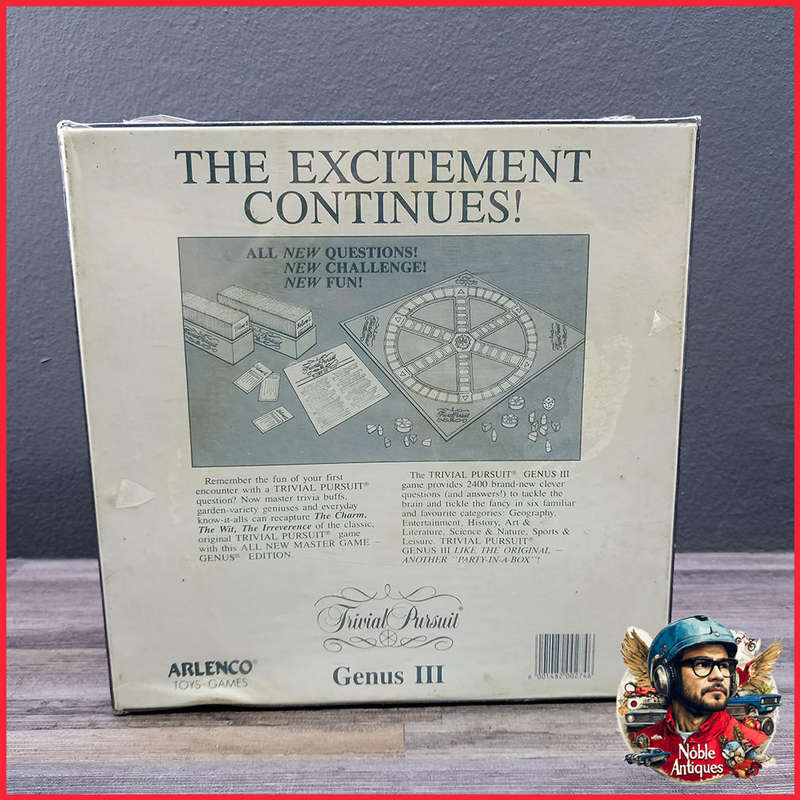 THE EXCITEMENT
CONTINUES!
ALL NEW QUESTIONS!
NEW CHALLENGE!
NEW FUN!
Remember the fun of your first
encounter with a TRIVIAL PURSUIT®
question? Now master trivia buffs,
garden-variety geniuses and everyday
know-it-alls can recapture The Charm,
The Wit, The Irreverence of the classic,
original TRIVIAL PURSUIT® game
with this ALL NEW MASTER GAME —
GENUS® EDITION.
The TRIVIAL PURSUIT® GENUS III
game provides 2400 brand-new clever
questions (and answers!) to tackle the
brain and tickle the fancy in six familiar
and favourite categories: Geography,
Entertainment, History, Art &
Literature, Science & Nature, Sports &
Leisure. TRIVIAL PURSUIT®
GENUS III LIKE THE ORIGINAL —
ANOTHER "PARTY-IN-A-BOX"!
Trivial Pursuit®
Genus III
ARLENCO®
TOYS-GAMES
6 001482 002748
Noble
Antiques